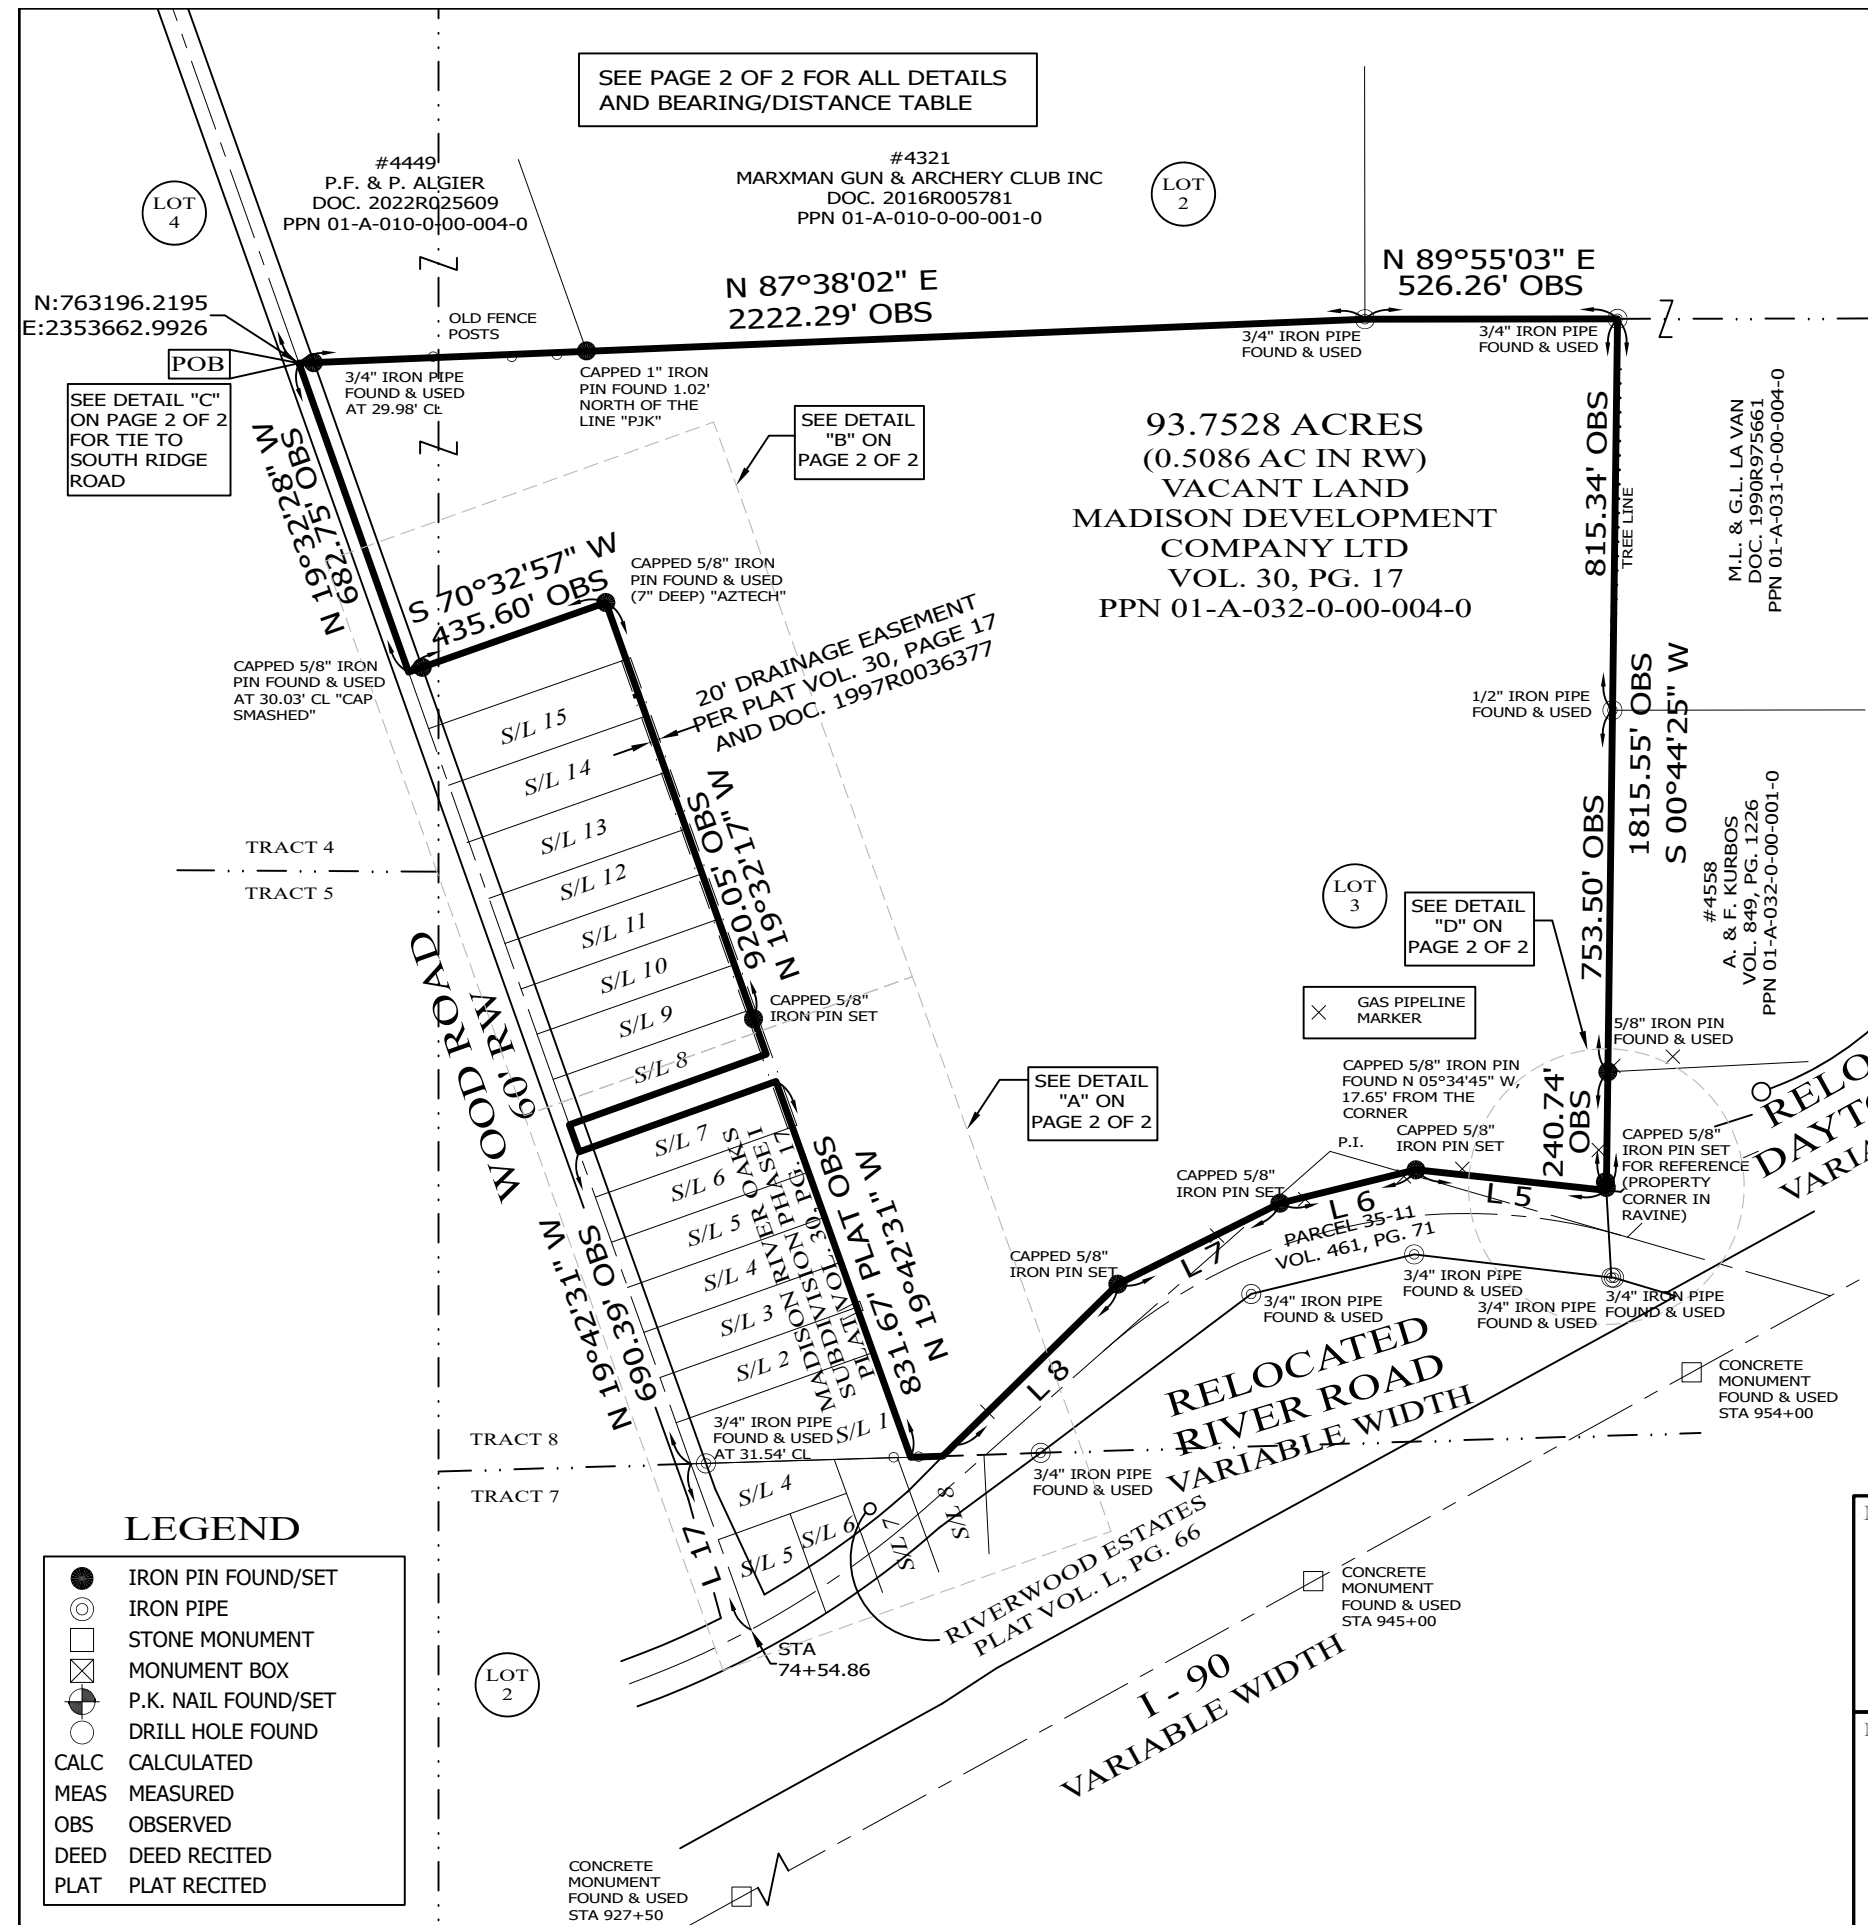 SEE PAGE 2 OF 2 FOR ALL DETAILS
AND BEARING/DISTANCE TABLE
#4449
P.F. & P. ALGIER
DOC. 2022R025609
PPN 01-A-010-0-00-004-0
#4321
MARXMAN GUN & ARCHERY CLUB INC
DOC. 2016R005781
PPN 01-A-010-0-00-001-0
LOT
4
LOT
2
N:763196.2195
E:2353662.9926
POB
SEE DETAIL "C"
ON PAGE 2 OF 2
FOR TIE TO
SOUTH RIDGE
ROAD
OLD FENCE
POSTS
N 87°38'02" E
2222.29' OBS
N 89°55'03" E
526.26' OBS
3/4" IRON PIPE
FOUND & USED
3/4" IRON PIPE
FOUND & USED
3/4" IRON PIPE
FOUND & USED
AT 29.98' CL
CAPPED 1" IRON
PIN FOUND 1.02'
NORTH OF THE
LINE "PJK"
SEE DETAIL
"B" ON
PAGE 2 OF 2
93.7528 ACRES
(0.5086 AC IN RW)
VACANT LAND
MADISON DEVELOPMENT
COMPANY LTD
VOL. 30, PG. 17
PPN 01-A-032-0-00-004-0
815.34' OBS
TREE LINE
M.L. & G.L. LA VAN
DOC. 1990R975661
PPN 01-A-031-0-00-004-0
N 19°32'28" W
682.75' OBS
S 70°32'57" W
435.60' OBS
CAPPED 5/8" IRON
PIN FOUND & USED
(7" DEEP) "AZTECH"
CAPPED 5/8" IRON
PIN FOUND & USED
AT 30.03' CL "CAP
SMASHED"
20' DRAINAGE EASEMENT
PER PLAT VOL. 30, PAGE 17
AND DOC. 1997R0036377
1/2" IRON PIPE
FOUND & USED
1815.55' OBS
S 00°44'25" W
753.50' OBS
#4558
A. & F. KURBOS
VOL. 849, PG. 1226
PPN 01-A-032-0-00-001-0
S/L 15
S/L 14
S/L 13
S/L 12
S/L 11
S/L 10
S/L 9
S/L 8
920.05' OBS
N 19°32'17" W
TRACT 4
TRACT 5
WOOD ROAD
60' RW
CAPPED 5/8"
IRON PIN SET
LOT
3
SEE DETAIL
"D" ON
PAGE 2 OF 2
GAS PIPELINE
MARKER
5/8" IRON PIN
FOUND & USED
SEE DETAIL
"A" ON
PAGE 2 OF 2
CAPPED 5/8" IRON PIN
FOUND N 05°34'45" W,
17.65' FROM THE
CORNER
P.I.
CAPPED 5/8"
IRON PIN SET
240.74'
OBS
CAPPED 5/8"
IRON PIN SET
FOR REFERENCE
(PROPERTY
CORNER IN
RAVINE)
RELO
DAYTO
VARIA
S/L 7
S/L 6
S/L 5
S/L 4
S/L 3
S/L 2
S/L 1
MADISON RIVER OAKS
SUBDIVISION PHASE I
PLAT VOL. 30, PG. 17
831.67' PLAT OBS
N 19°42'31" W
N 19°42'31" W
690.39' OBS
CAPPED 5/8"
IRON PIN SET
L 5
L 6
PARCEL 35-11
VOL. 461, PG. 71
L 7
CAPPED 5/8"
IRON PIN SET
L 8
3/4" IRON PIPE
FOUND & USED
3/4" IRON PIPE
FOUND & USED
3/4" IRON PIPE
FOUND & USED
3/4" IRON PIPE
FOUND & USED
RELOCATED
RIVER ROAD
VARIABLE WIDTH
CONCRETE
MONUMENT
FOUND & USED
STA 954+00
3/4" IRON PIPE
FOUND & USED
AT 31.54' CL
3/4" IRON PIPE
FOUND & USED
TRACT 8
TRACT 7
S/L 4
S/L 5
S/L 6
S/L 7
S/L 8
L 17
RIVERWOOD ESTATES
PLAT VOL. L, PG. 66
STA
74+54.86
LOT
2
CONCRETE
MONUMENT
FOUND & USED
STA 945+00
I - 90
VARIABLE WIDTH
CONCRETE
MONUMENT
FOUND & USED
STA 927+50
LEGEND
IRON PIN FOUND/SET
IRON PIPE
STONE MONUMENT
MONUMENT BOX
P.K. NAIL FOUND/SET
DRILL HOLE FOUND
CALC CALCULATED
MEAS MEASURED
OBS OBSERVED
DEED DEED RECITED
PLAT PLAT RECITED